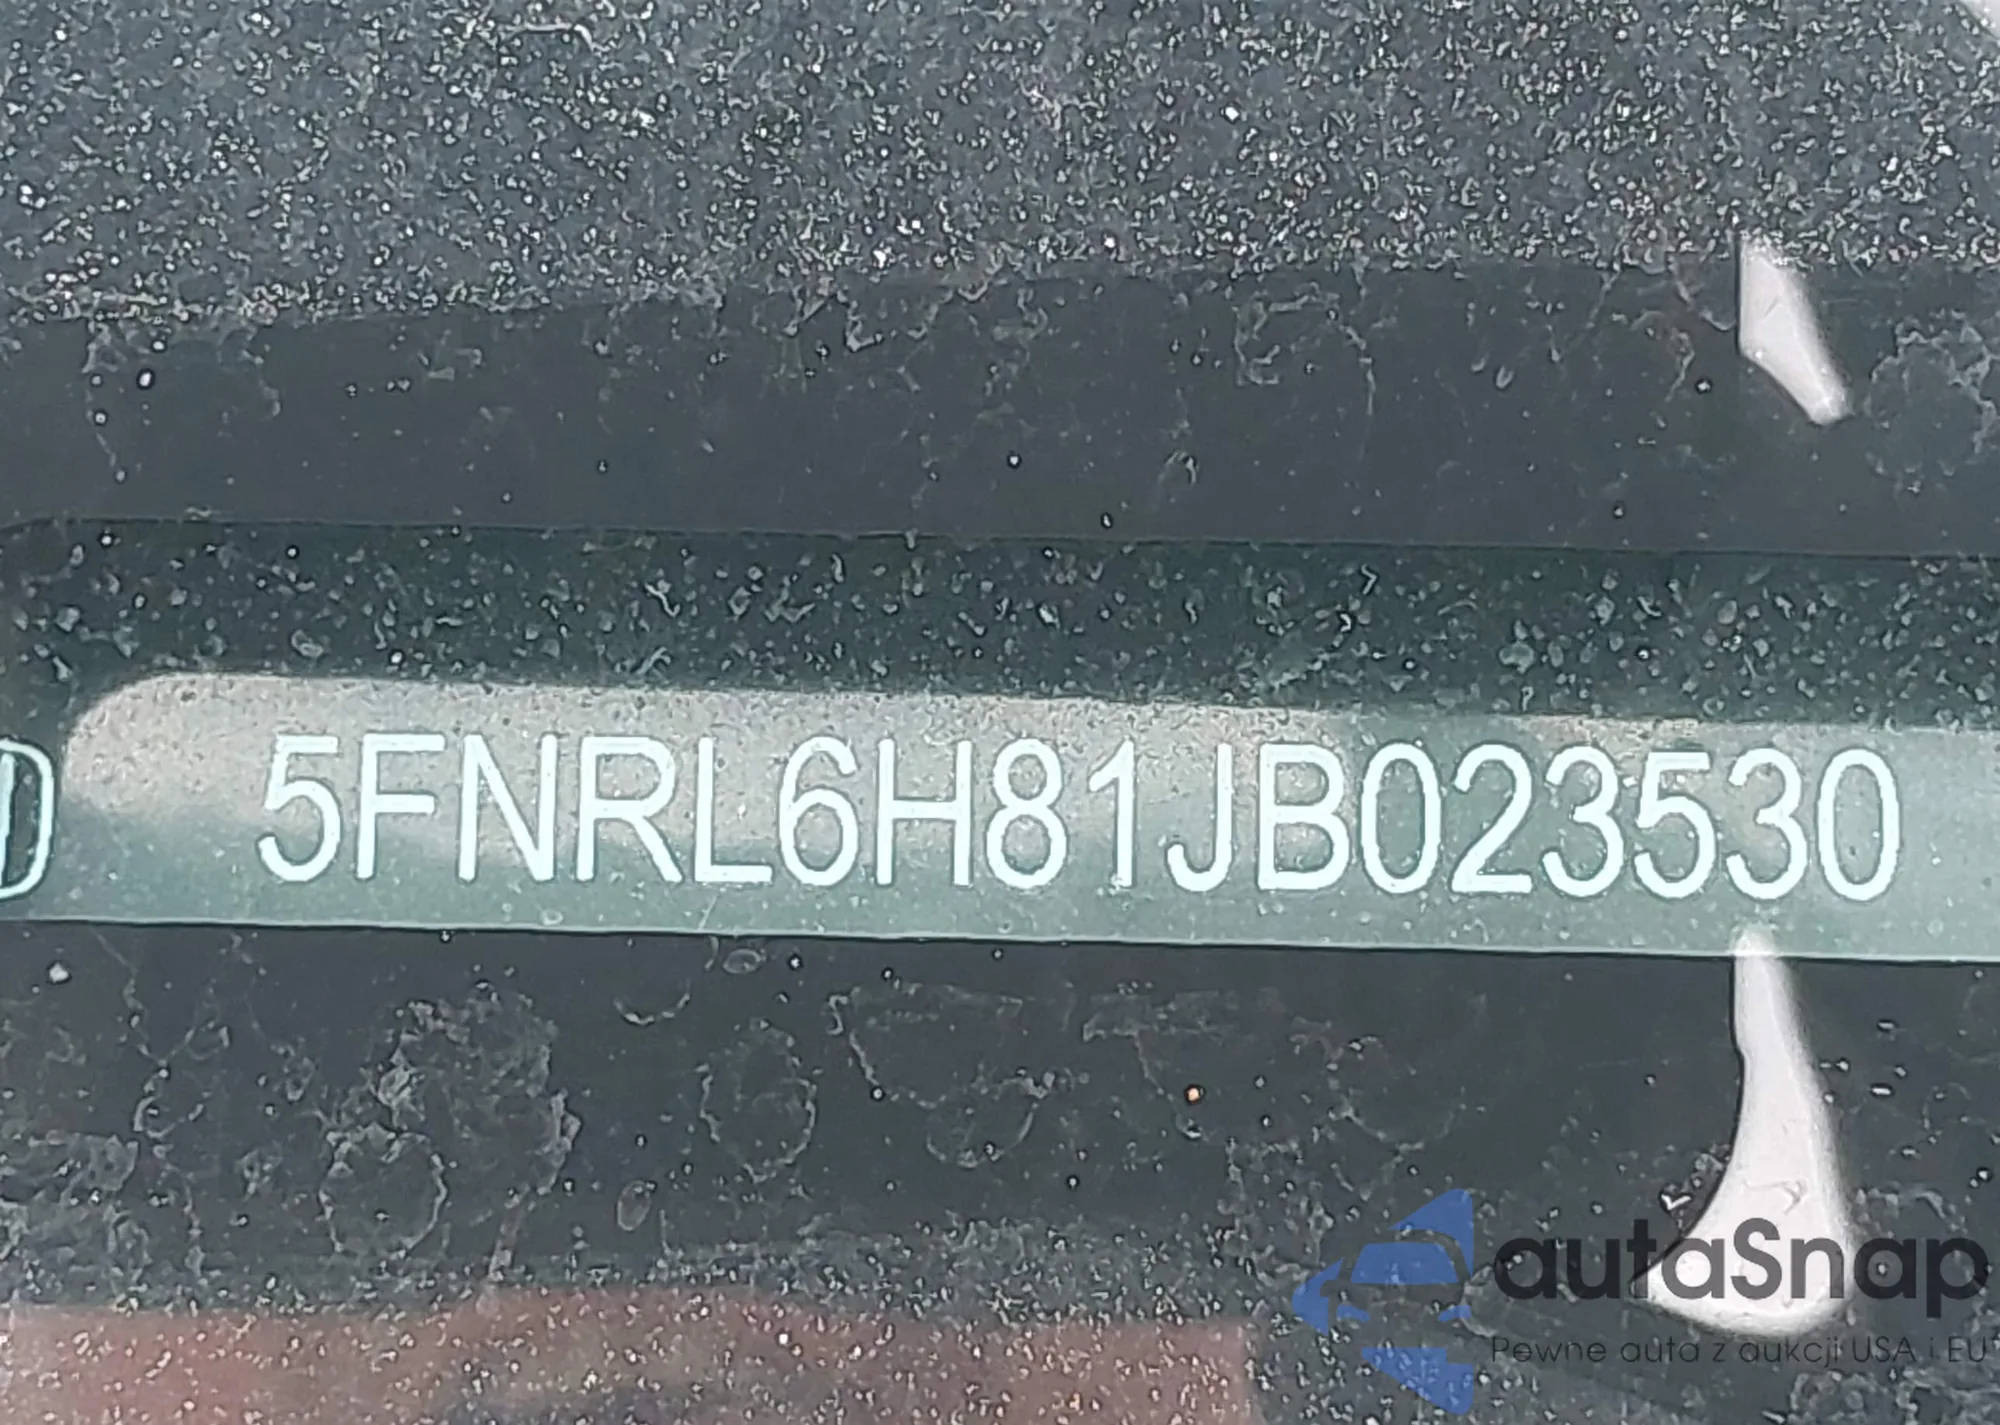 D
5FNRL6H81JB023530
autaSnap
Pewne auta z aukcji USA i EU